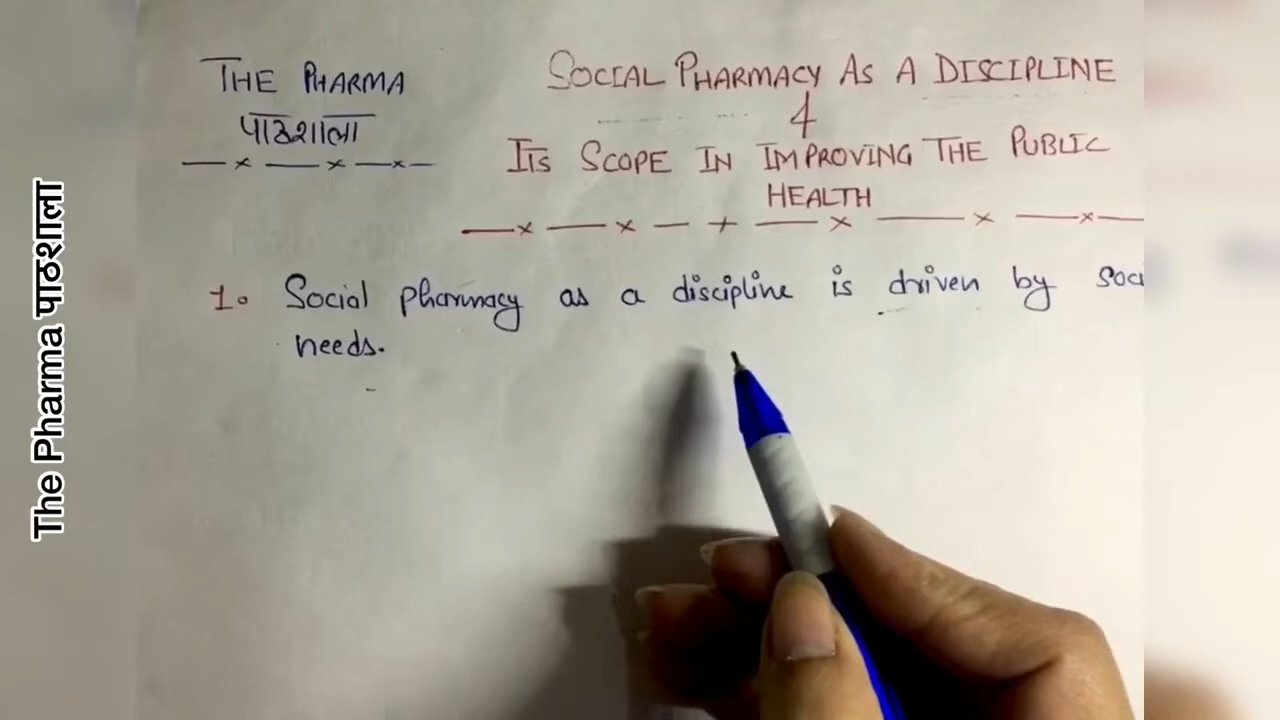 The Pharma पाठशाला
THE PHARMA
पाठशाला
SOCIAL PHARMACY AS A DISCIPLINE
&
ITS SCOPE IN IMPROVING THE PUBLIC
HEALTH
1. Social pharmacy as a discipline is driven by
needs.